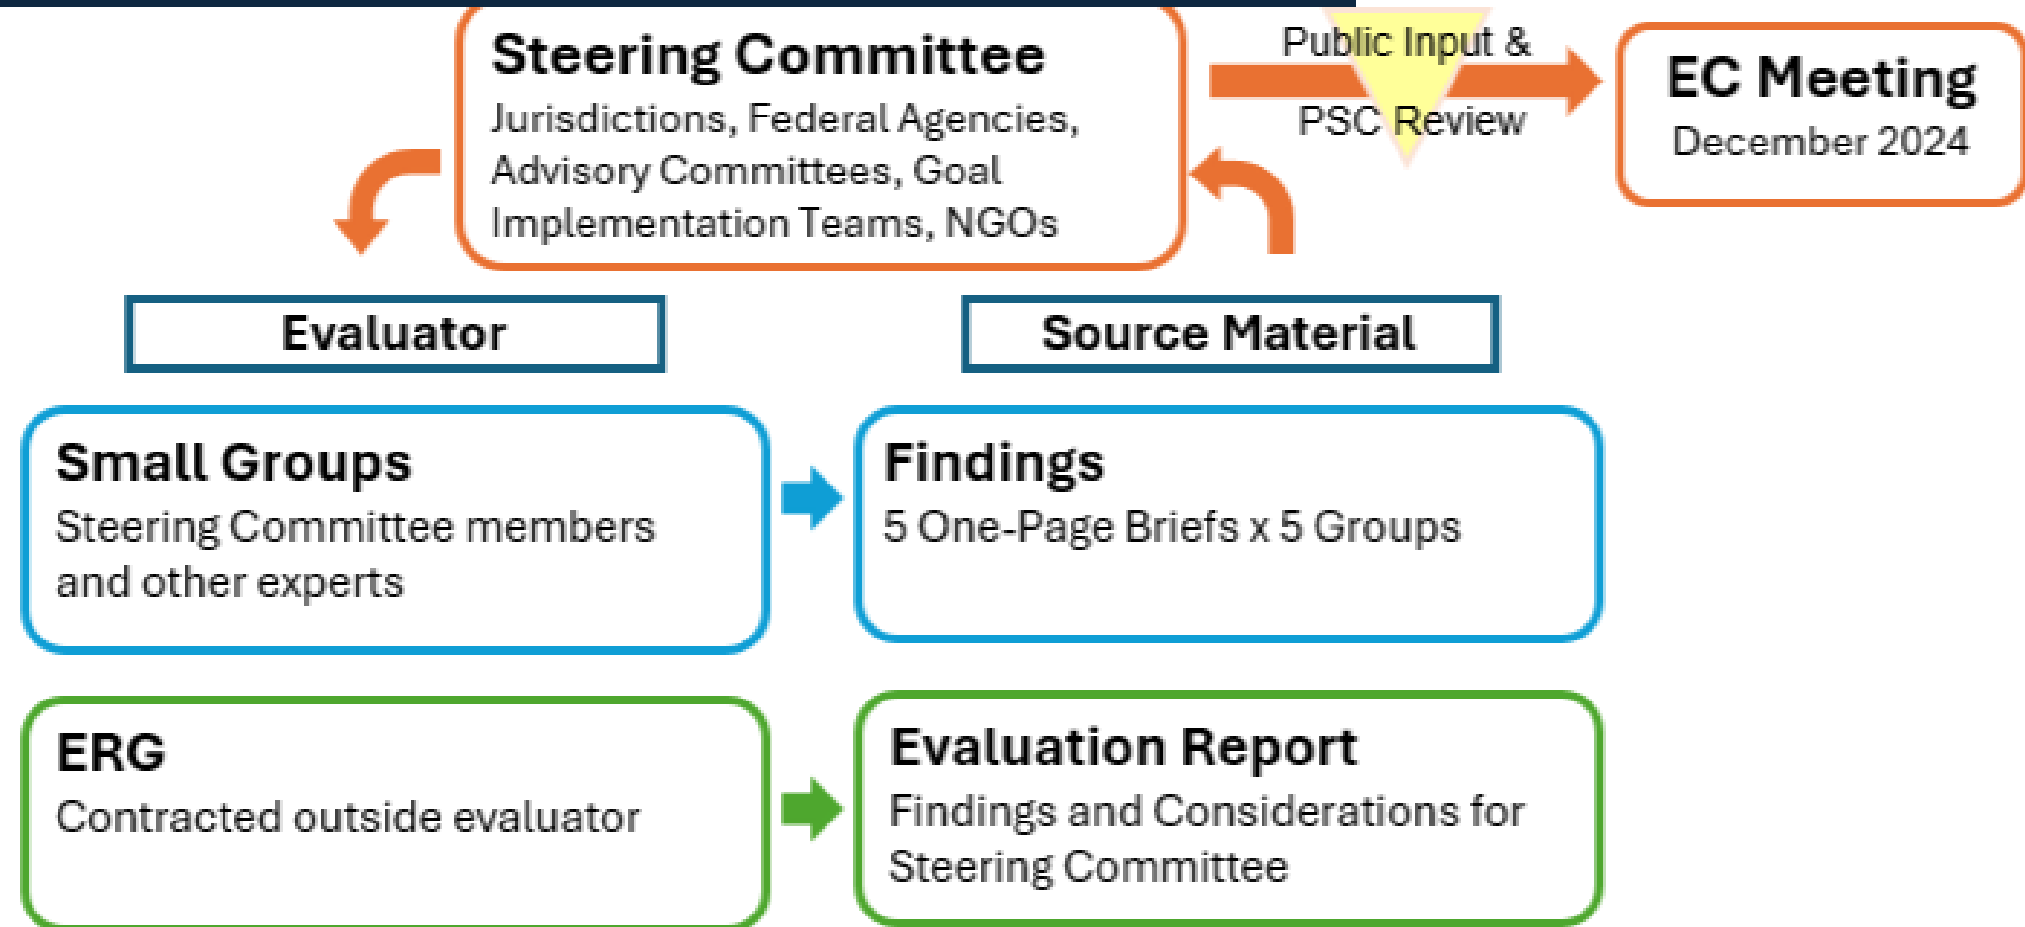 Steering Committee
Jurisdictions, Federal Agencies,
Advisory Committees, Goal
Implementation Teams, NGOs
Public Input &
PSC Review
EC Meeting
December 2024
Evaluator
Source Material
Small Groups
Steering Committee members
and other experts
Findings
5 One-Page Briefs x 5 Groups
ERG
Contracted outside evaluator
Evaluation Report
Findings and Considerations for
Steering Committee